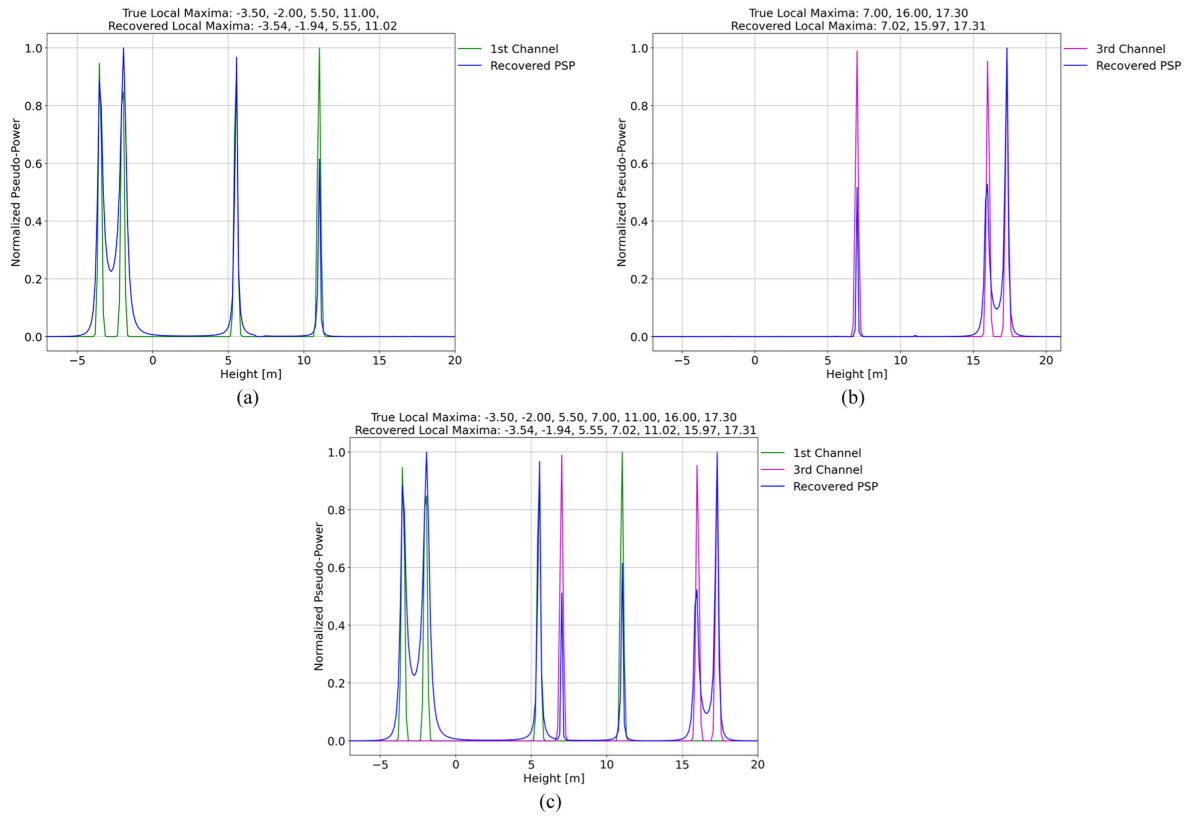 True Local Maxima: -3.50, -2.00, 5.50, 11.00,
Recovered Local Maxima: -3.54, -1.94, 5.55, 11.02
1.0
0.8
0.6
0.4
0.2
0.0
Normalized Pseudo-Power
−5
0
5
10
15
20
Height [m]
1st Channel
Recovered PSP
(a)
True Local Maxima: 7.00, 16.00, 17.30
Recovered Local Maxima: 7.02, 15.97, 17.31
1.0
0.8
0.6
0.4
0.2
0.0
Normalized Pseudo-Power
−5
0
5
10
15
20
Height [m]
3rd Channel
Recovered PSP
(b)
True Local Maxima: -3.50, -2.00, 5.50, 7.00, 11.00, 16.00, 17.30
Recovered Local Maxima: -3.54, -1.94, 5.55, 7.02, 11.02, 15.97, 17.31
1.0
0.8
0.6
0.4
0.2
0.0
Normalized Pseudo-Power
−5
0
5
10
15
20
Height [m]
1st Channel
3rd Channel
Recovered PSP
(c)